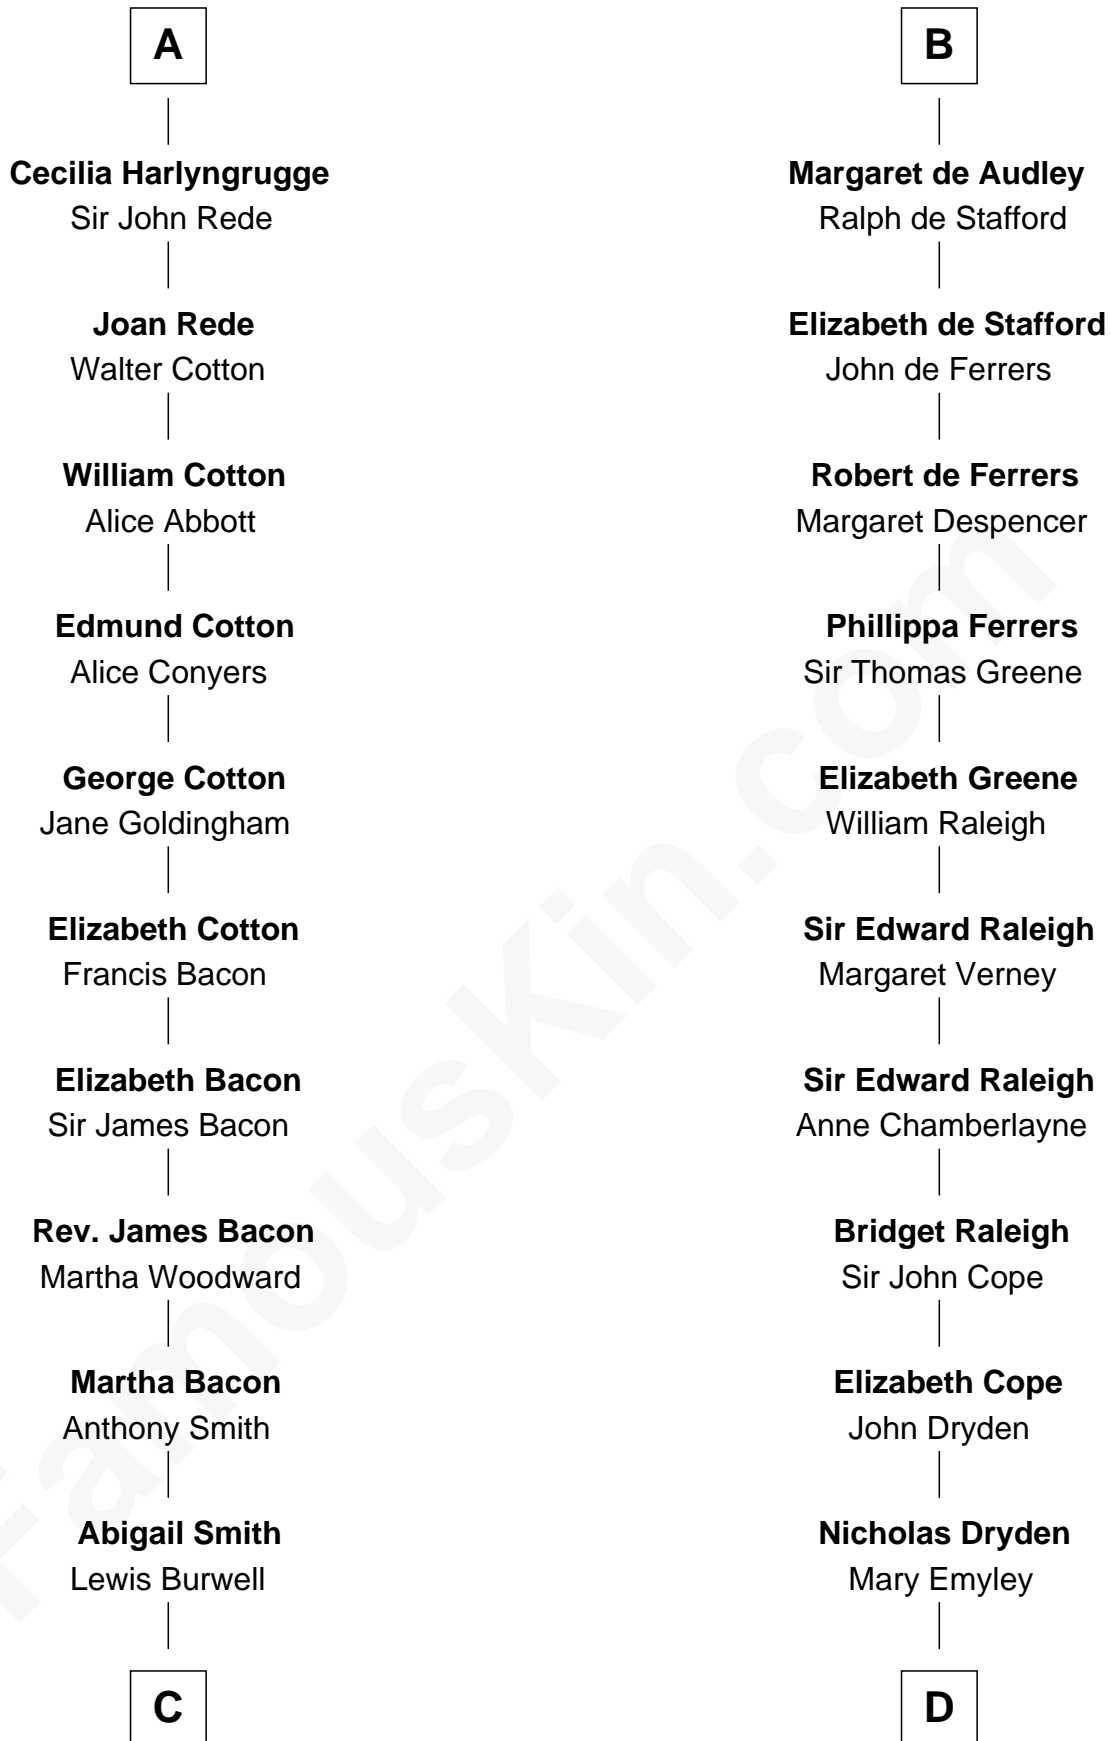 A
Cecilia Harlyngrugge
Sir John Rede
Joan Rede
Walter Cotton
William Cotton
Alice Abbott
Edmund Cotton
Alice Conyers
George Cotton
Jane Goldingham
Elizabeth Cotton
Francis Bacon
Elizabeth Bacon
Sir James Bacon
Rev. James Bacon
Martha Woodward
Martha Bacon
Anthony Smith
Abigail Smith
Lewis Burwell
C
B
Margaret de Audley
Ralph de Stafford
Elizabeth de Stafford
John de Ferrers
Robert de Ferrers
Margaret Despencer
Phillippa Ferrers
Sir Thomas Greene
Elizabeth Greene
William Raleigh
Sir Edward Raleigh
Margaret Verney
Sir Edward Raleigh
Anne Chamberlayne
Bridget Raleigh
Sir John Cope
Elizabeth Cope
John Dryden
Nicholas Dryden
Mary Emyley
D
FamousKin.com